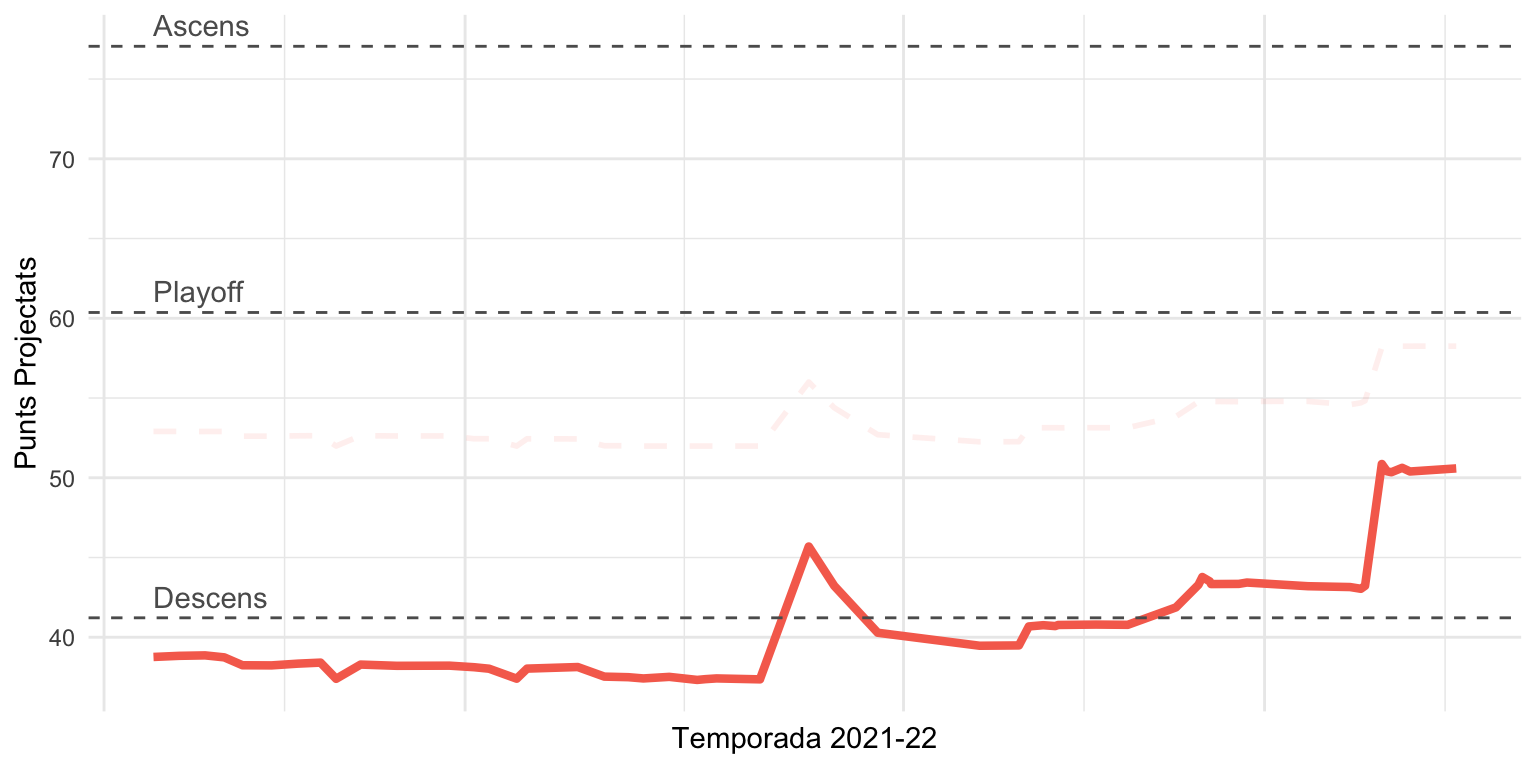 Ascens
70
Playoff
60
50
Descens
40
Punts Projectats
Temporada 2021-22